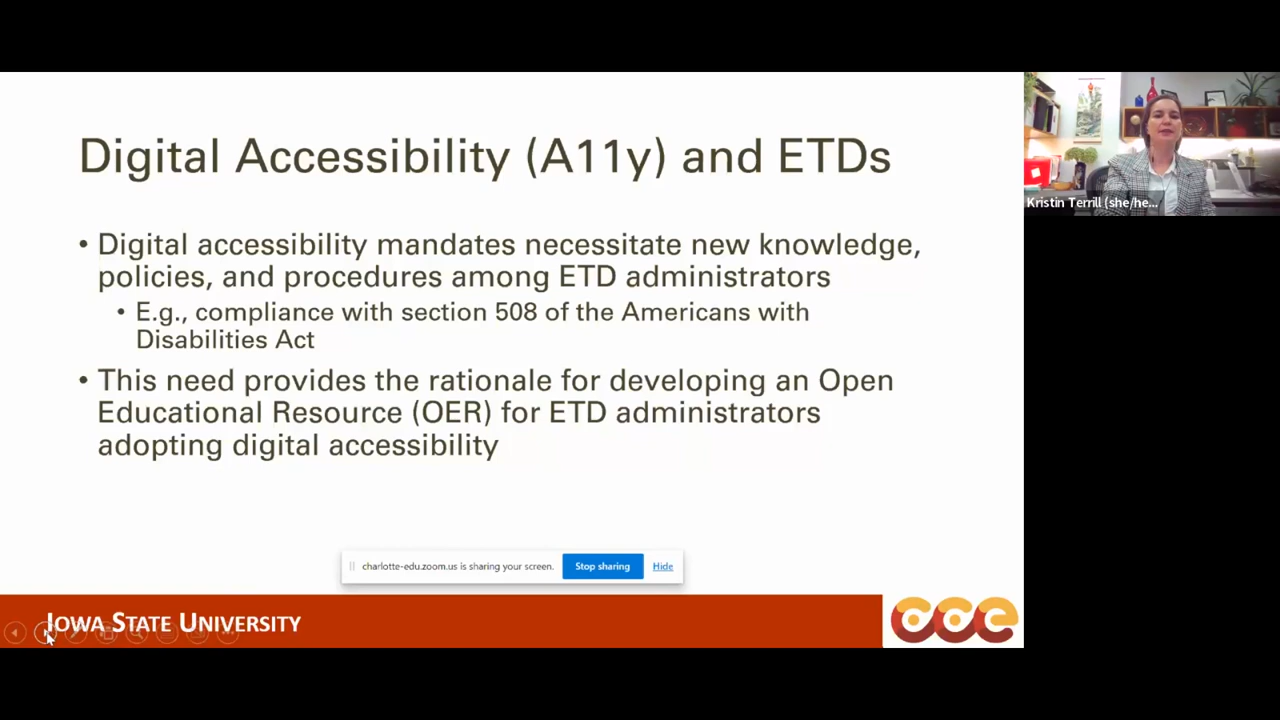 Digital Accessibility (A11y) and ETDs
• Digital accessibility mandates necessitate new knowledge,
policies, and procedures among ETD administrators
• E.g., compliance with section 508 of the Americans with
Disabilities Act
• This need provides the rationale for developing an Open
Educational Resource (OER) for ETD administrators
adopting digital accessibility
charlotte-edu.zoom.us is sharing your screen. Stop sharing Hide
IOWA STATE UNIVERSITY
coe
Kristin Terrill (she/he...